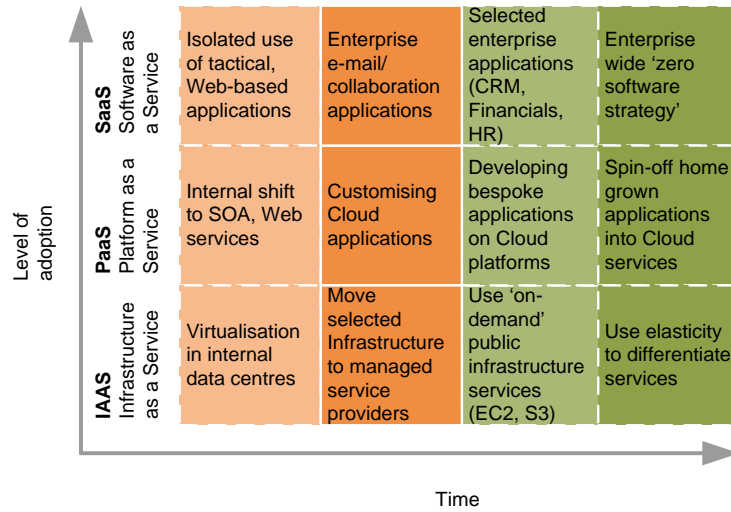 Level of
adoption
SaaS
Software as
a Service
Isolated use
of tactical,
Web-based
applications
Enterprise
e-mail/
collaboration
applications
Selected
enterprise
applications
(CRM,
Financials,
HR)
Enterprise
wide ‘zero
software
strategy’
PaaS
Platform as a
Service
Internal shift
to SOA, Web
services
Customising
Cloud
applications
Developing
bespoke
applications
on Cloud
platforms
Spin-off home
grown
applications
into Cloud
services
IAAS
Infrastructure
as a Service
Virtualisation
in internal
data centres
Move
selected
Infrastructure
to managed
service
providers
Use ‘on-
demand’
public
infrastructure
services
(EC2, S3)
Use elasticity
to differentiate
services
Time